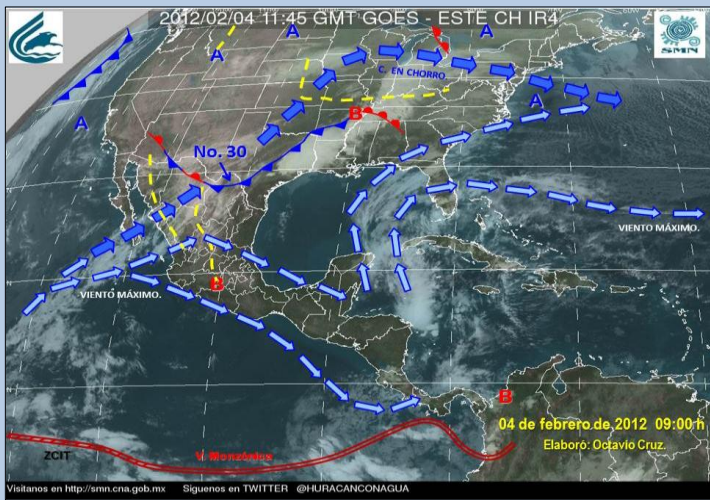 2012/02/04 11:45 GMT GOES - ESTE CH IR4
SMN
A
A
A
C. EN CHORRO
A
A
B
No. 30
VIENTO MÁXIMO.
VIENTO MÁXIMO.
B
B
04 de febrero de 2012 09:00 h
Elaboró: Octavio Cruz.
ZCIT
V. Monzónica
Visitanos en http://smn.cna.gob.mx Siguenos en TWITTER @HURACANCONAGUA